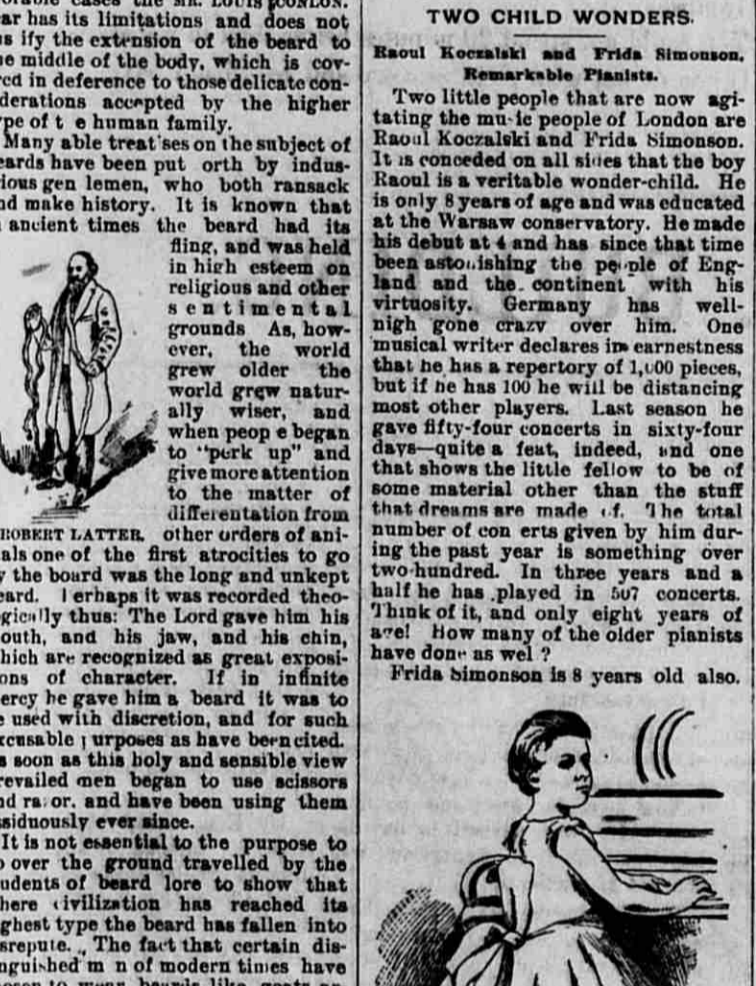 ar has its limitations and does not
ify the extension of the beard to
e middle of the body, which is cov-
ed in deference to those delicate con-
derations accepted by the higher
pe of t e human family.
Many able treat ses on the subject of
eards have been put orth by indus-
ious gen lemen, who both ransack
nd make history. It is known that
ancient times the beard had its
fling, and was held
in high esteem on
religious and other
sentimental
grounds As, how-
ever, the world
grew older the
world grew natur-
ally wiser, and
when peop e began
to "perk up" and
give more attention
to the matter of
differentation from
ROBERT LATTER.
other orders of ani-
als one of the first atrocities to go
y the board was the long and unkept
eard. erhaps it was recorded theo-
gically thus: The Lord gave him his
outh, and his jaw, and his chin,
hich are recognized as great exposi-
ons of character. If in infinite
ercy he gave him a beard it was to
e used with discretion, and for such
xcusable urposes as have been cited.
s soon as this holy and sensible view
revailed men began to use scissors
nd ra or. and have been using them
siduously ever since.
It is not essential to the purpose to
o over the ground travelled by the
udents of beard lore to show that
here ivilization has reached its
ghest type the beard has fallen into
srepute. The fact that certain dis-
nguished m n of modern times have
TWO CHILD WONDERS.
Raoul Koczalski and Frida Simonson,
Remarkable Pianists.
Two little people that are now agi-
tating the mu ic people of London are
Raoul Koczalski and Frida Simonson.
It is conceded on all sides that the boy
Raoul is a veritable wonder-child. He
is only 8 years of age and was educated
at the Warsaw conservatory. He made
his debut at 4 and has since that time
been astonishing the people of Eng-
land and the continent with his
virtuosity. Germany has well-
nigh gone crazy over him. One
musical writer declares in earnestness
that he has a repertory of 1,000 pieces,
but if he has 100 he will be distancing
most other players. Last season he
gave fifty-four concerts in sixty-four
days—quite a feat, indeed, and one
that shows the little fellow to be of
some material other than the stuff
that dreams are made of. The total
number of con erts given by him dur-
ing the past year is something over
two-hundred. In three years and a
half he has played in 507 concerts.
Think of it, and only eight years of
age! How many of the older pianists
have done as wel ?
Frida Simonson is 8 years old also.